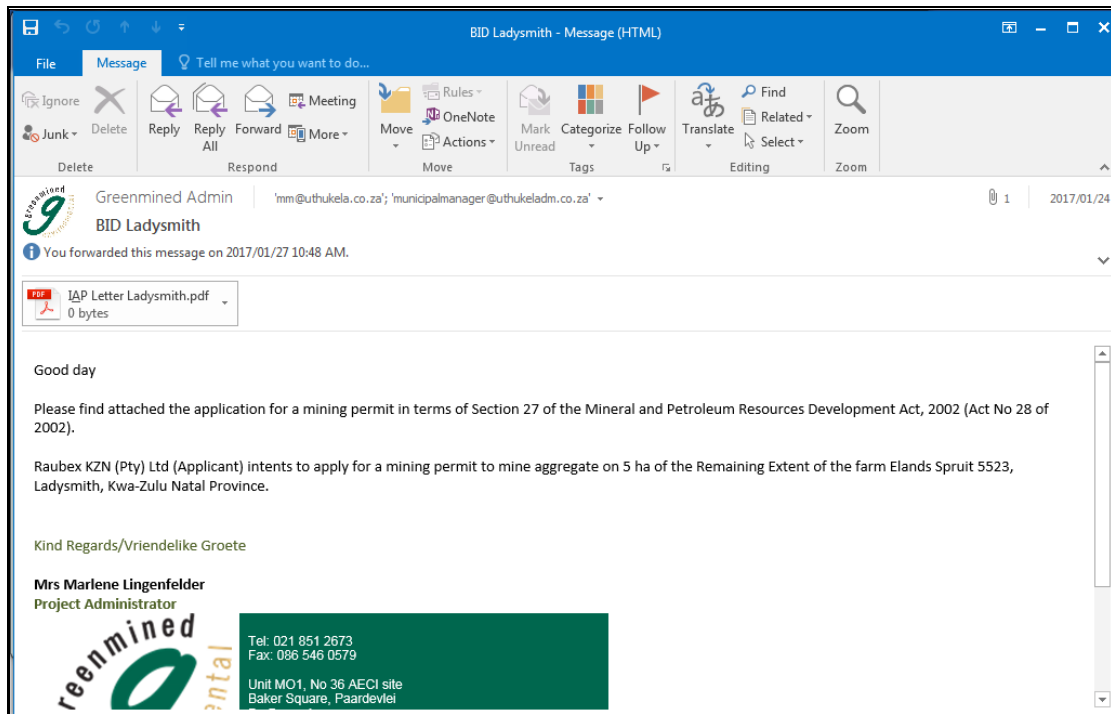 BID Ladysmith - Message (HTML)
File Message Tell me what you want to do...
Ignore
Junk
Delete
Reply
Reply All
Forward
Meeting
More
Move
Rules
OneNote
Actions
Mark Unread
Categorize
Follow Up
Translate
Find
Related
Select
Zoom
Delete Respond Move Tags Editing Zoom
greenmined
Greenmined Admin 'mm@uthukela.co.za'; 'municipalmanager@uthukeladm.co.za' 1 2017/01/24
BID Ladysmith
You forwarded this message on 2017/01/27 10:48 AM.
PDF
IAP Letter Ladysmith.pdf
0 bytes
Good day
Please find attached the application for a mining permit in terms of Section 27 of the Mineral and Petroleum Resources Development Act, 2002 (Act No 28 of
2002).
Raubex KZN (Pty) Ltd (Applicant) intents to apply for a mining permit to mine aggregate on 5 ha of the Remaining Extent of the farm Elands Spruit 5523,
Ladysmith, Kwa-Zulu Natal Province.
Kind Regards/Vriendelike Groete
Mrs Marlene Lingenfelder
Project Administrator
reenmined
ental
Tel: 021 851 2673
Fax: 086 546 0579
Unit MO1, No 36 AECI site
Baker Square, Paardevlei